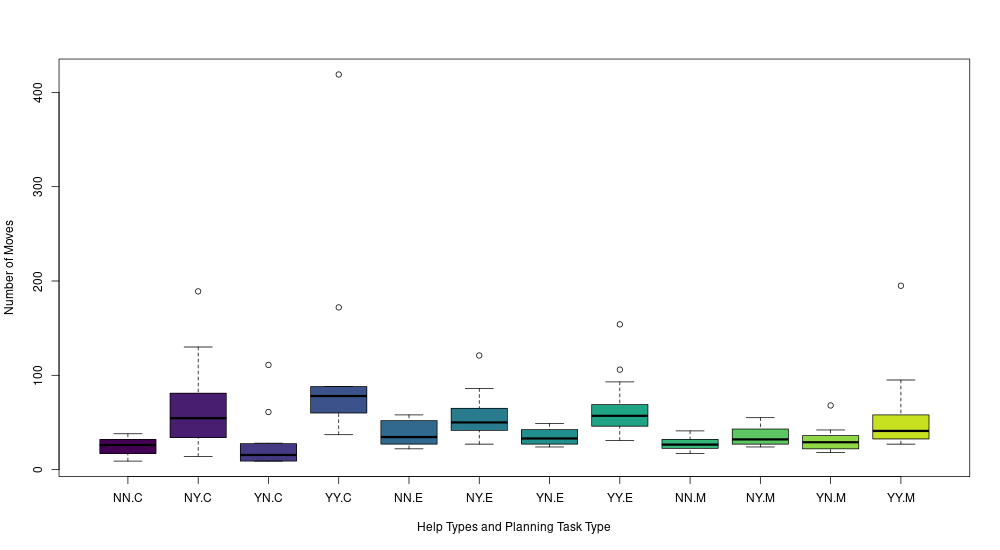 Number of Moves
400
300
200
100
0
NN.C NY.C YN.C YY.C NN.E NY.E YN.E YY.E NN.M NY.M YN.M YY.M
Help Types and Planning Task Type